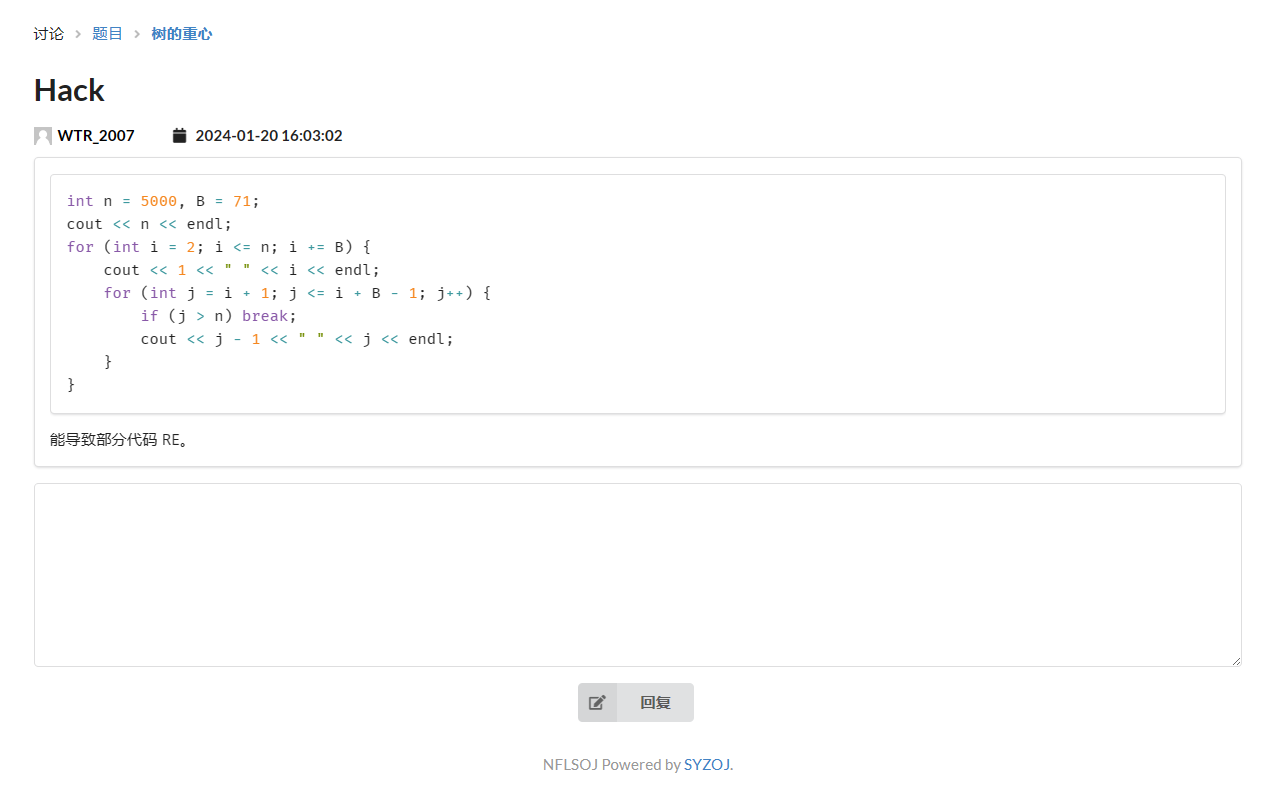 讨论 > 题目 > 树的重心
Hack
WTR_2007 2024-01-20 16:03:02
int n = 5000, B = 71;
cout << n << endl;
for (int i = 2; i <= n; i += B) {
    cout << 1 << " " << i << endl;
    for (int j = i + 1; j <= i + B - 1; j++) {
        if (j > n) break;
        cout << j - 1 << " " << j << endl;
    }
}
能导致部分代码 RE。
回复
NFLSOJ Powered by SYZOJ.